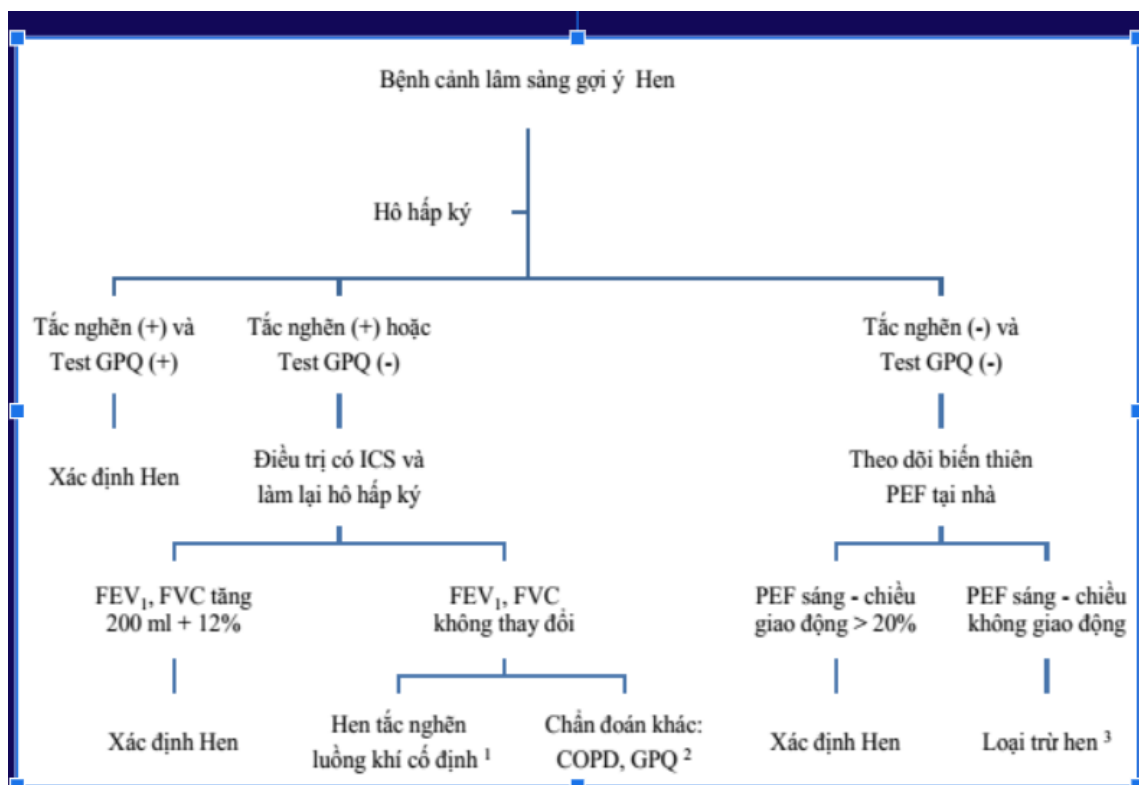 Bệnh cảnh lâm sàng gợi ý Hen
Hô hấp ký
Tắc nghẽn (+) và
Test GPQ (+)
Tắc nghẽn (+) hoặc
Test GPQ (-)
Tắc nghẽn (-) và
Test GPQ (-)
Xác định Hen
Điều trị có ICS và
làm lại hô hấp ký
Theo dõi biến thiên
PEF tại nhà
FEV₁, FVC tăng
200 ml + 12%
FEV₁, FVC
không thay đổi
PEF sáng - chiều
giao động > 20%
PEF sáng - chiều
không giao động
Xác định Hen
Hen tắc nghẽn
luồng khí cố định ¹
Chẩn đoán khác:
COPD, GPQ ²
Xác định Hen
Loại trừ hen ³